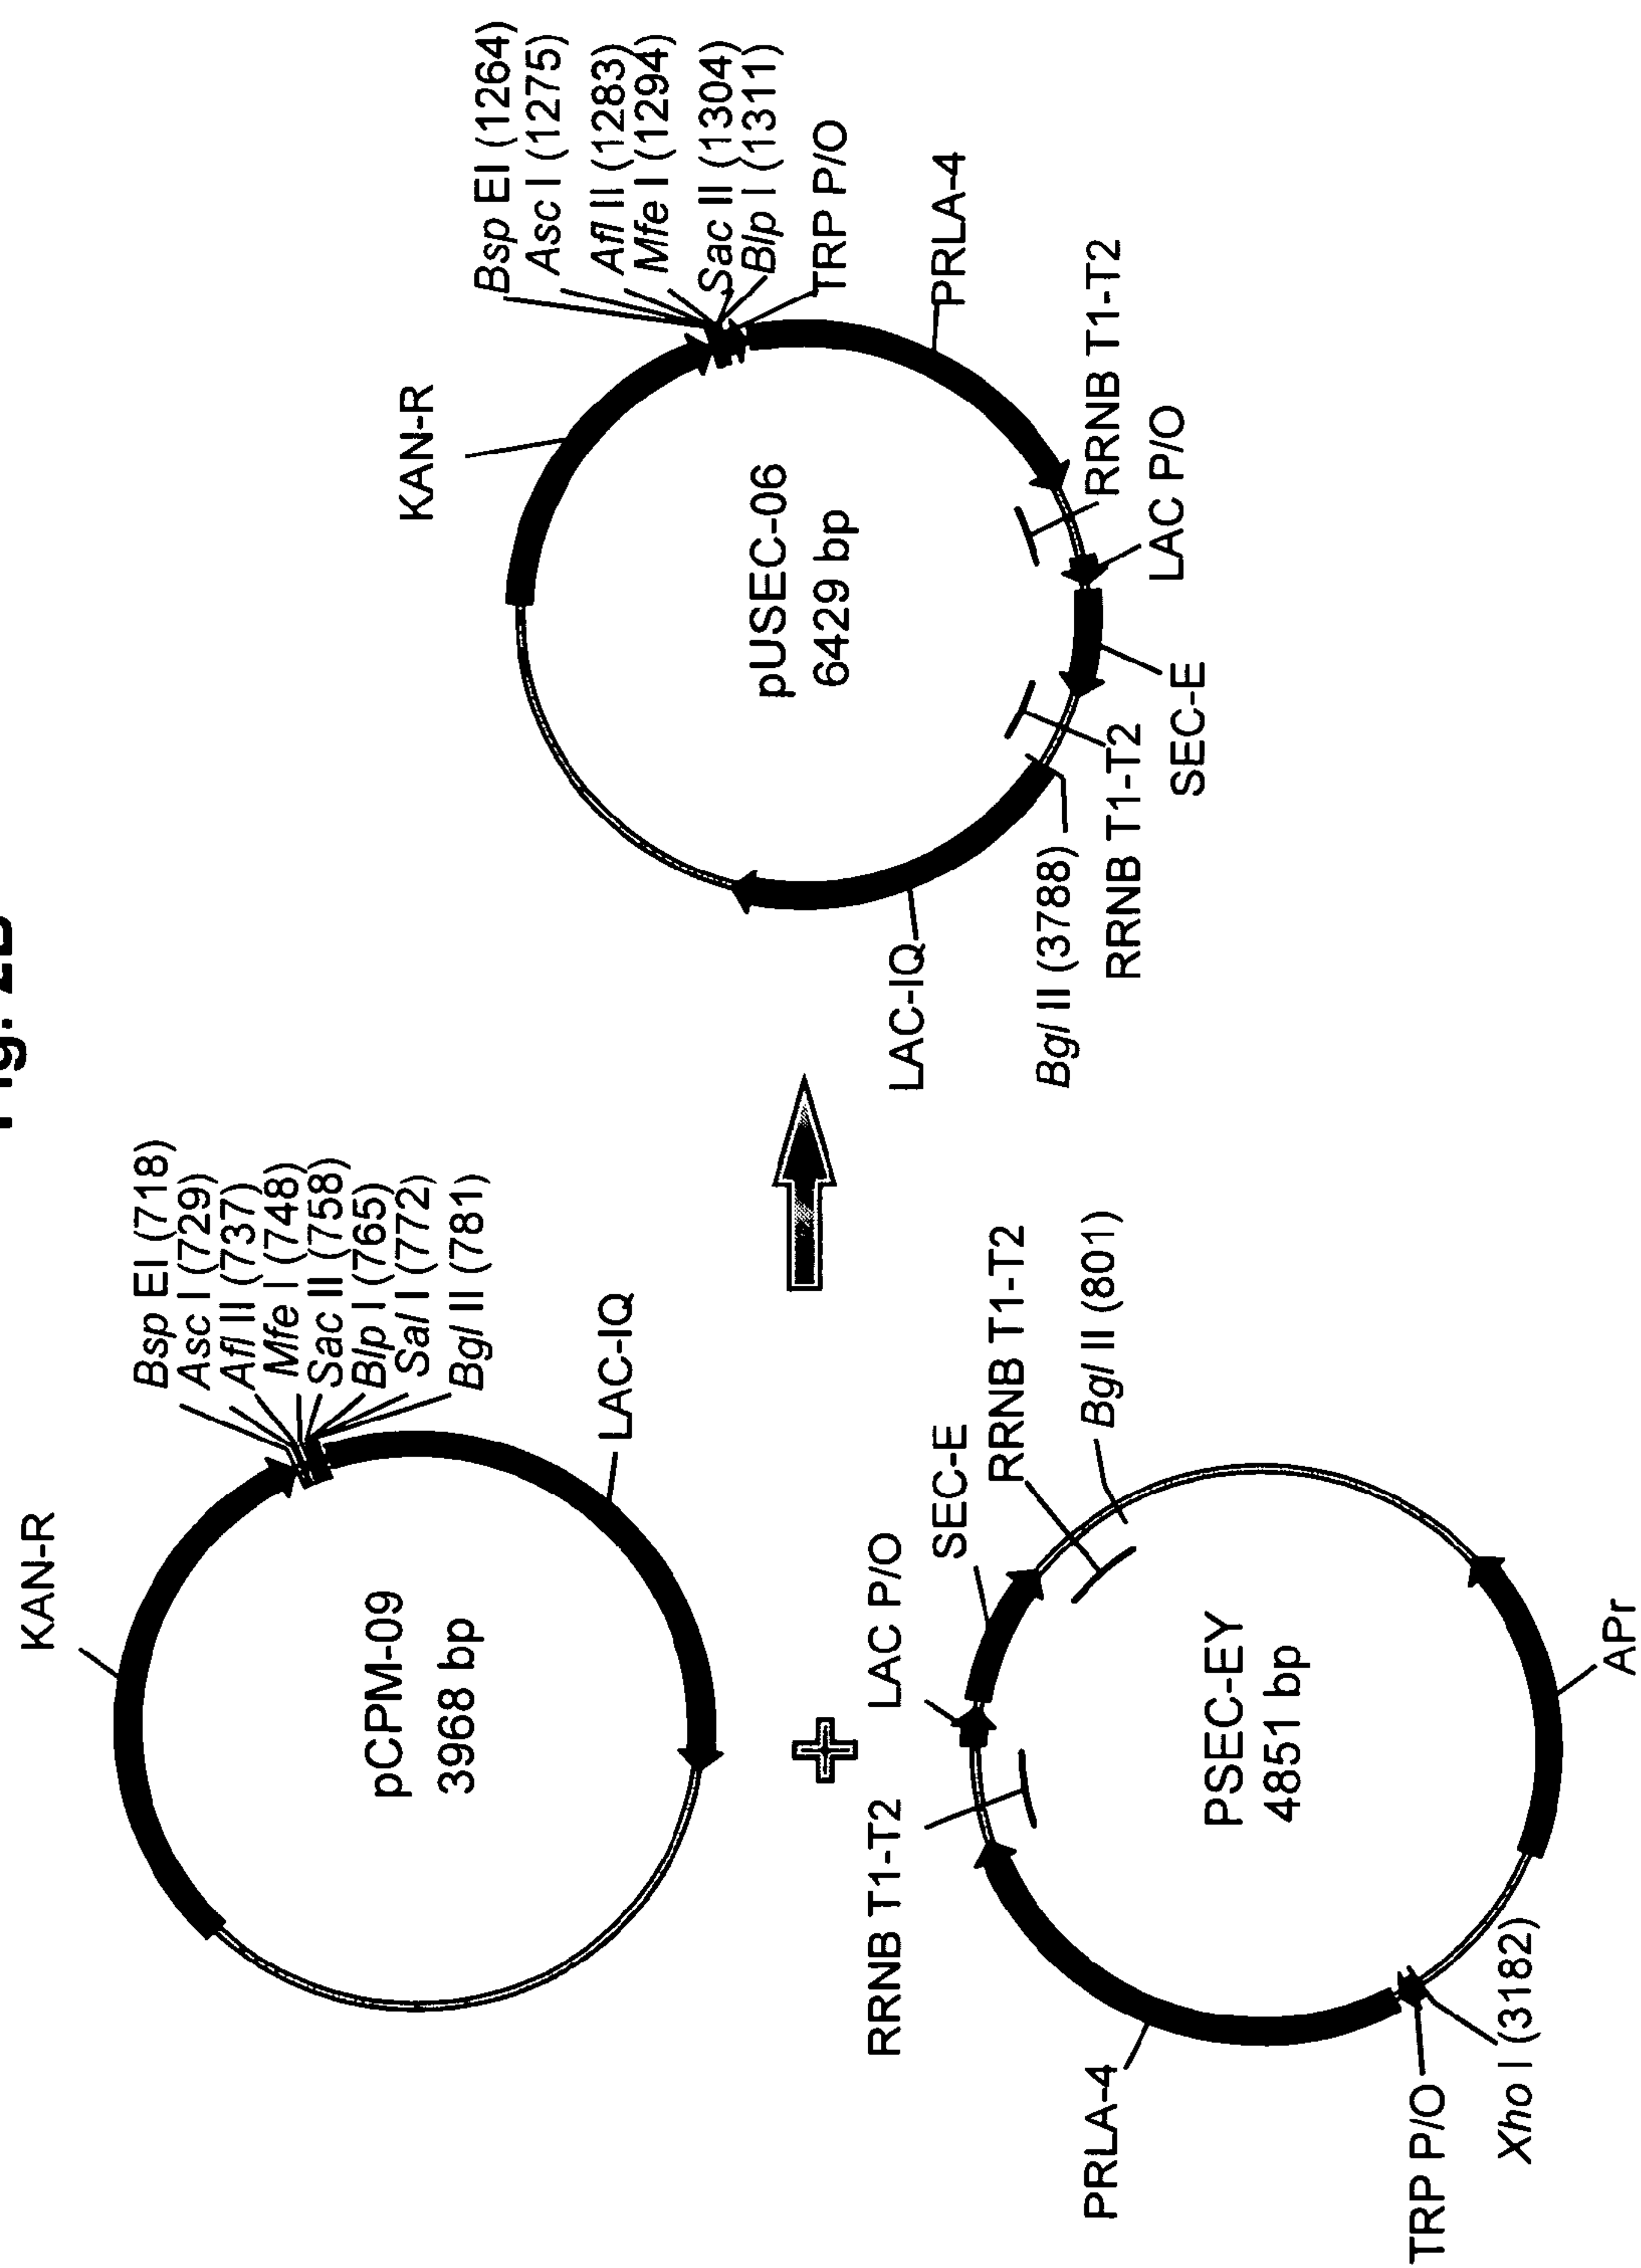 Fig. 2B
KAN-R
Bsp EI (718)
Asc I (729)
Afl II (737)
Mfe I (748)
Sac II (758)
Blp I (765)
Sal I (772)
Bgl II (781)
pCPM-09
3968 bp
LAC-IQ
RRNB T1-T2
LAC P/O
SEC-E
RRNB T1-T2
Bgl II (801)
PSEC-EY
4851 bp
PRLA-4
TRP P/O
Xho I (3182)
APr
KAN-R
Bsp EI (1264)
Asc I (1275)
Afl II (1283)
Mfe I (1294)
Sac II (1304)
Blp I (1311)
TRP P/O
PRLA-4
pUSEC-06
6429 bp
RRNB T1-T2
LAC P/O
SEC-E
RRNB T1-T2
Bgl II (3788)
LAC-IQ